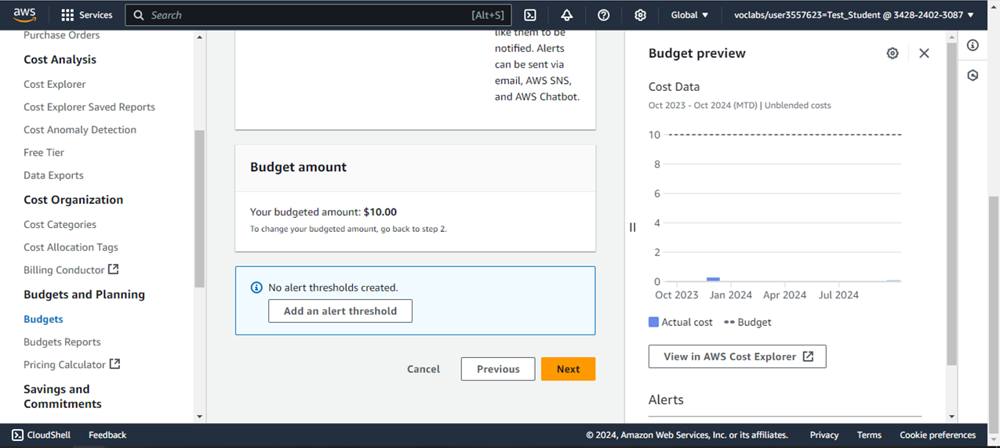 aws
Services
Search
[Alt+S]
Global
voclabs/user3557623=Test_Student @ 3428-2402-3087
Purchase Orders
Cost Analysis
Cost Explorer
Cost Explorer Saved Reports
Cost Anomaly Detection
Free Tier
Data Exports
Cost Organization
Cost Categories
Cost Allocation Tags
Billing Conductor
Budgets and Planning
Budgets
Budgets Reports
Pricing Calculator
Savings and
Commitments
like them to be
notified. Alerts
can be sent via
email, AWS SNS,
and AWS Chatbot.
Budget amount
Your budgeted amount: $10.00
To change your budgeted amount, go back to step 2.
No alert thresholds created.
Add an alert threshold
Cancel
Previous
Next
Budget preview
Cost Data
Oct 2023 - Oct 2024 (MTD) | Unblended costs
10
8
6
4
2
0
Oct 2023 Jan 2024 Apr 2024 Jul 2024
Actual cost
Budget
View in AWS Cost Explorer
Alerts
CloudShell
Feedback
© 2024, Amazon Web Services, Inc. or its affiliates.
Privacy
Terms
Cookie preferences